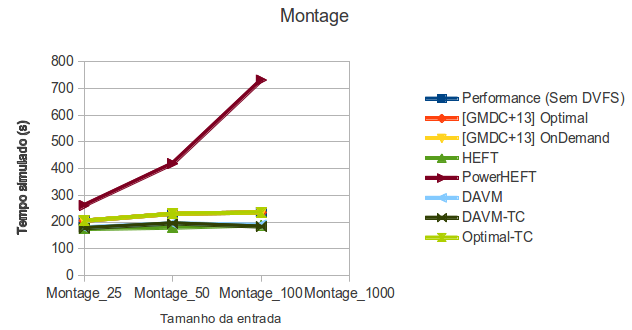 Montage
800
700
600
500
400
300
200
100
0
Tempo simulado (s)
Montage_25 Montage_50 Montage_100 Montage_1000
Tamanho da entrada
Performance (Sem DVFS)
[GMDC+13] Optimal
[GMDC+13] OnDemand
HEFT
PowerHEFT
DAVM
DAVM-TC
Optimal-TC